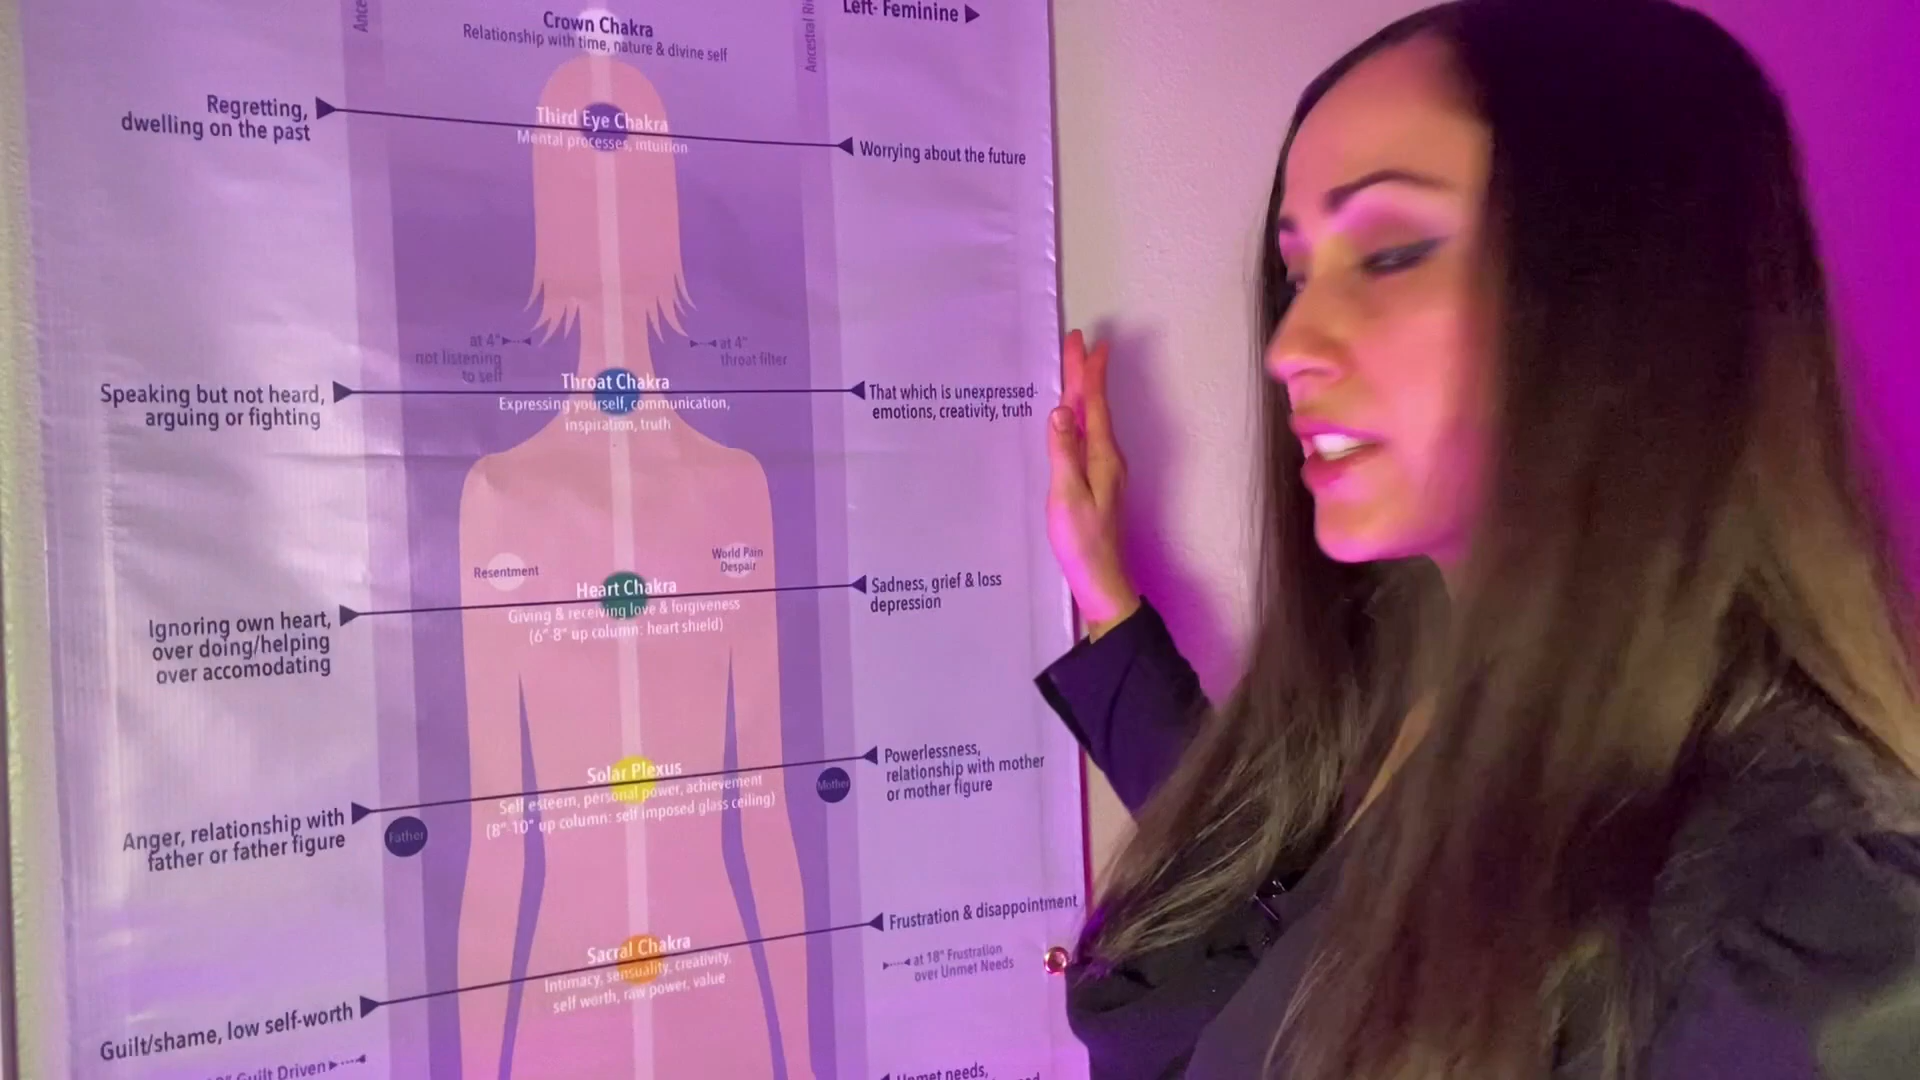 Ance
Ancestral Ri
Left- Feminine
Crown Chakra
Relationship with time, nature & divine self
Regretting,
dwelling on the past
Third Eye Chakra
Mental processes, intuition
Worrying about the future
at 4"
not listening
to self
at 4"
throat filter
Speaking but not heard,
arguing or fighting
Throat Chakra
Expressing yourself, communication,
inspiration, truth
That which is unexpressed-
emotions, creativity, truth
Resentment
World Pain
Despair
Ignoring own heart,
over doing/helping
over accomodating
Heart Chakra
Giving & receiving love & forgiveness
(6"-8" up column: heart shield)
Sadness, grief & loss
depression
Anger, relationship with
father or father figure
Father
Solar Plexus
Self esteem, personal power, achievement
(8"-10" up column: self imposed glass ceiling)
Mother
Powerlessness,
relationship with mother
or mother figure
Guilt/shame, low self-worth
Sacral Chakra
Intimacy, sensuality, creativity,
self worth, raw power, value
Frustration & disappointment
at 18" Frustration
over Unmet Needs
Guilt Driven
Unmet needs,